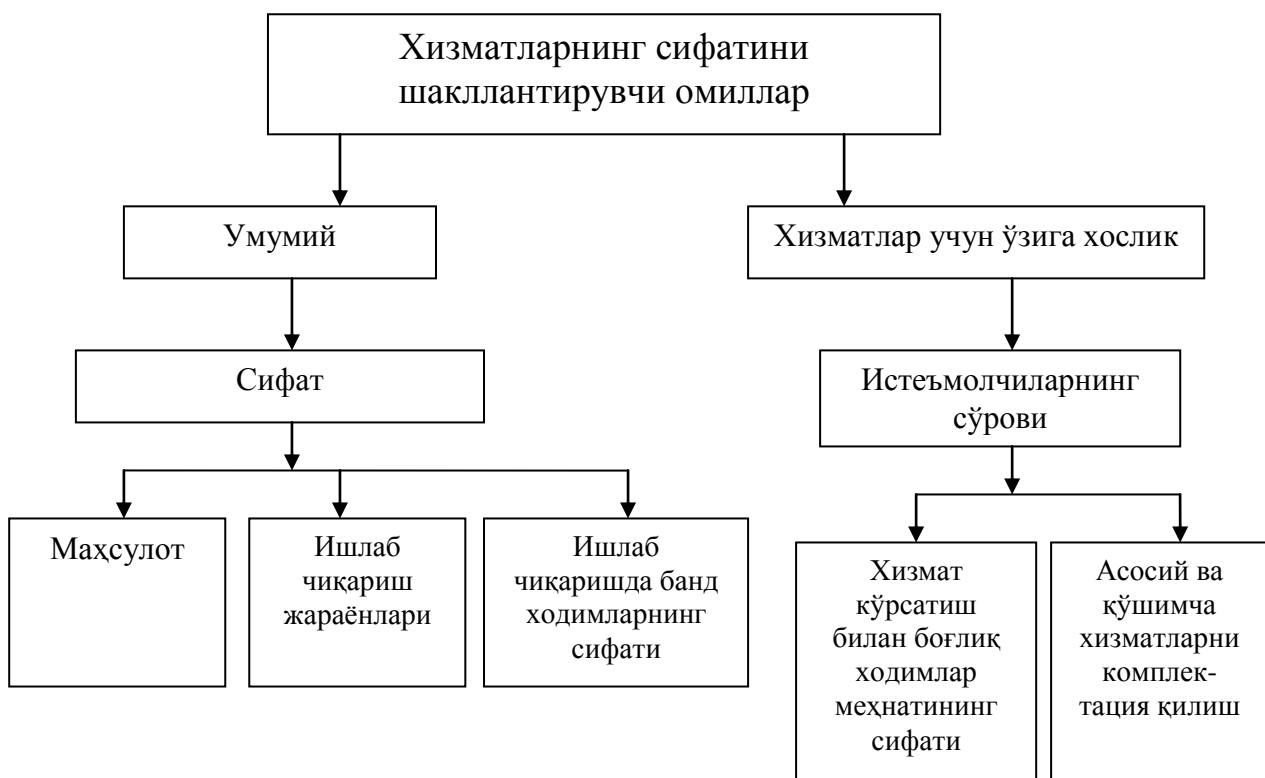 Хизматларнинг сифатини
шакллантирувчи омиллар
Умумий
Хизматлар учун ўзига хослик
Сифат
Истеъмолчиларнинг
сўрови
Маҳсулот
Ишлаб
чиқариш
жараёнлари
Ишлаб
чиқаришда банд
ходимларнинг
сифати
Хизмат
кўрсатиш
билан боғлиқ
ходимлар
меҳнатининг
сифати
Асосий ва
қўшимча
хизматларни
комплек-
тация қилиш